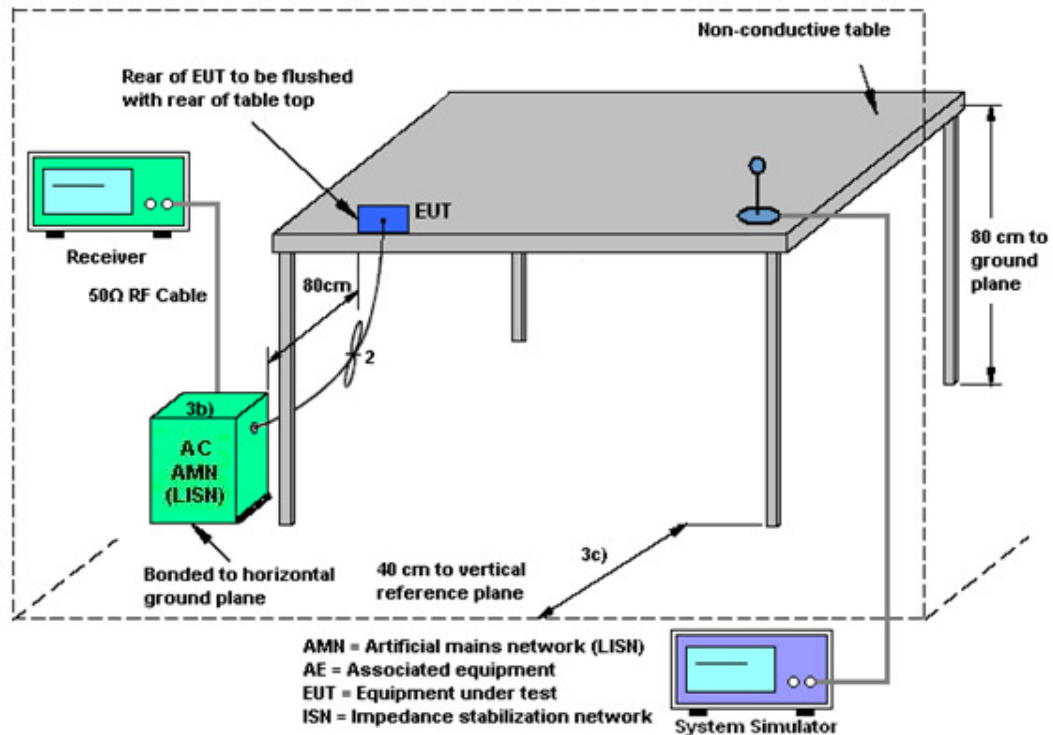 Non-conductive table
Rear of EUT to be flushed
with rear of table top
EUT
Receiver
50Ω RF Cable
80cm
2
80 cm to
ground
plane
3b)
AC
AMN
(LISN)
3c)
Bonded to horizontal
ground plane
40 cm to vertical
reference plane
AMN = Artificial mains network (LISN)
AE = Associated equipment
EUT = Equipment under test
ISN = Impedance stabilization network
System Simulator